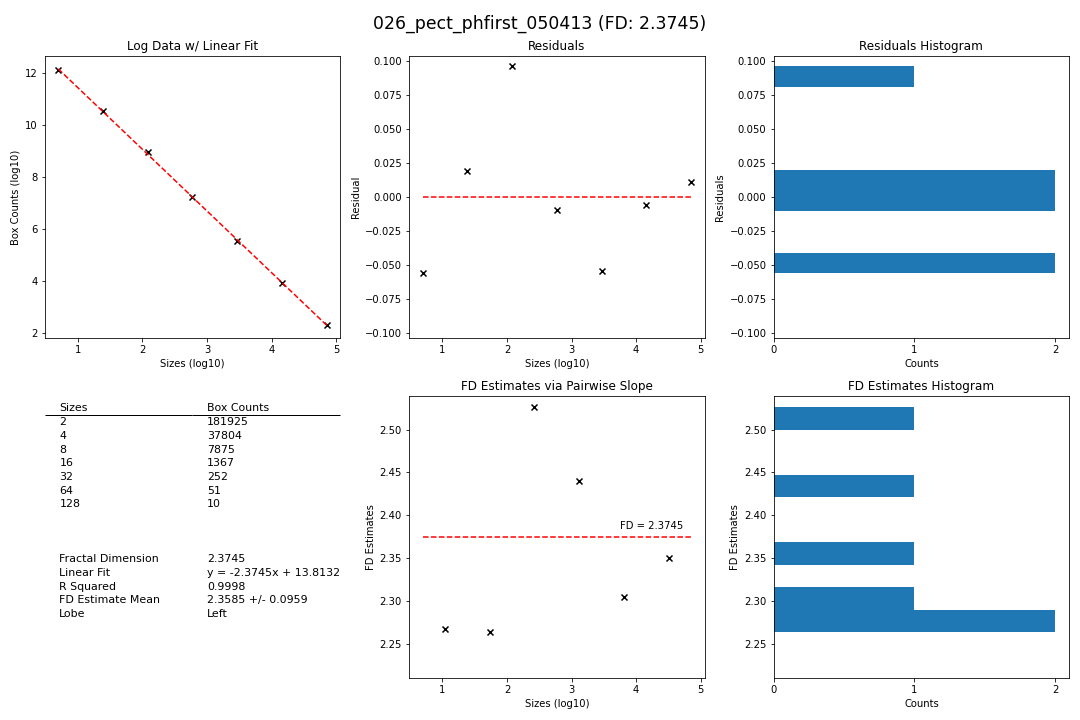 026_pect_phfirst_050413 (FD: 2.3745)
Log Data w/ Linear Fit
12
10
8
6
4
2
Box Counts (log10)
1 2 3 4 5
Sizes (log10)
Residuals
0.100
0.075
0.050
0.025
0.000
−0.025
−0.050
−0.075
−0.100
Residual
1 2 3 4 5
Sizes (log10)
Residuals Histogram
0.100
0.075
0.050
0.025
0.000
−0.025
−0.050
−0.075
−0.100
Residuals
0 1 2
Counts
Sizes Box Counts
2 181925
4 37804
8 7875
16 1367
32 252
64 51
128 10
Fractal Dimension 2.3745
Linear Fit y = -2.3745x + 13.8132
R Squared 0.9998
FD Estimate Mean 2.3585 +/- 0.0959
Lobe Left
FD Estimates via Pairwise Slope
2.50
2.45
2.40
2.35
2.30
2.25
FD Estimates
FD = 2.3745
1 2 3 4 5
Sizes (log10)
FD Estimates Histogram
2.50
2.45
2.40
2.35
2.30
2.25
FD Estimates
0 1 2
Counts